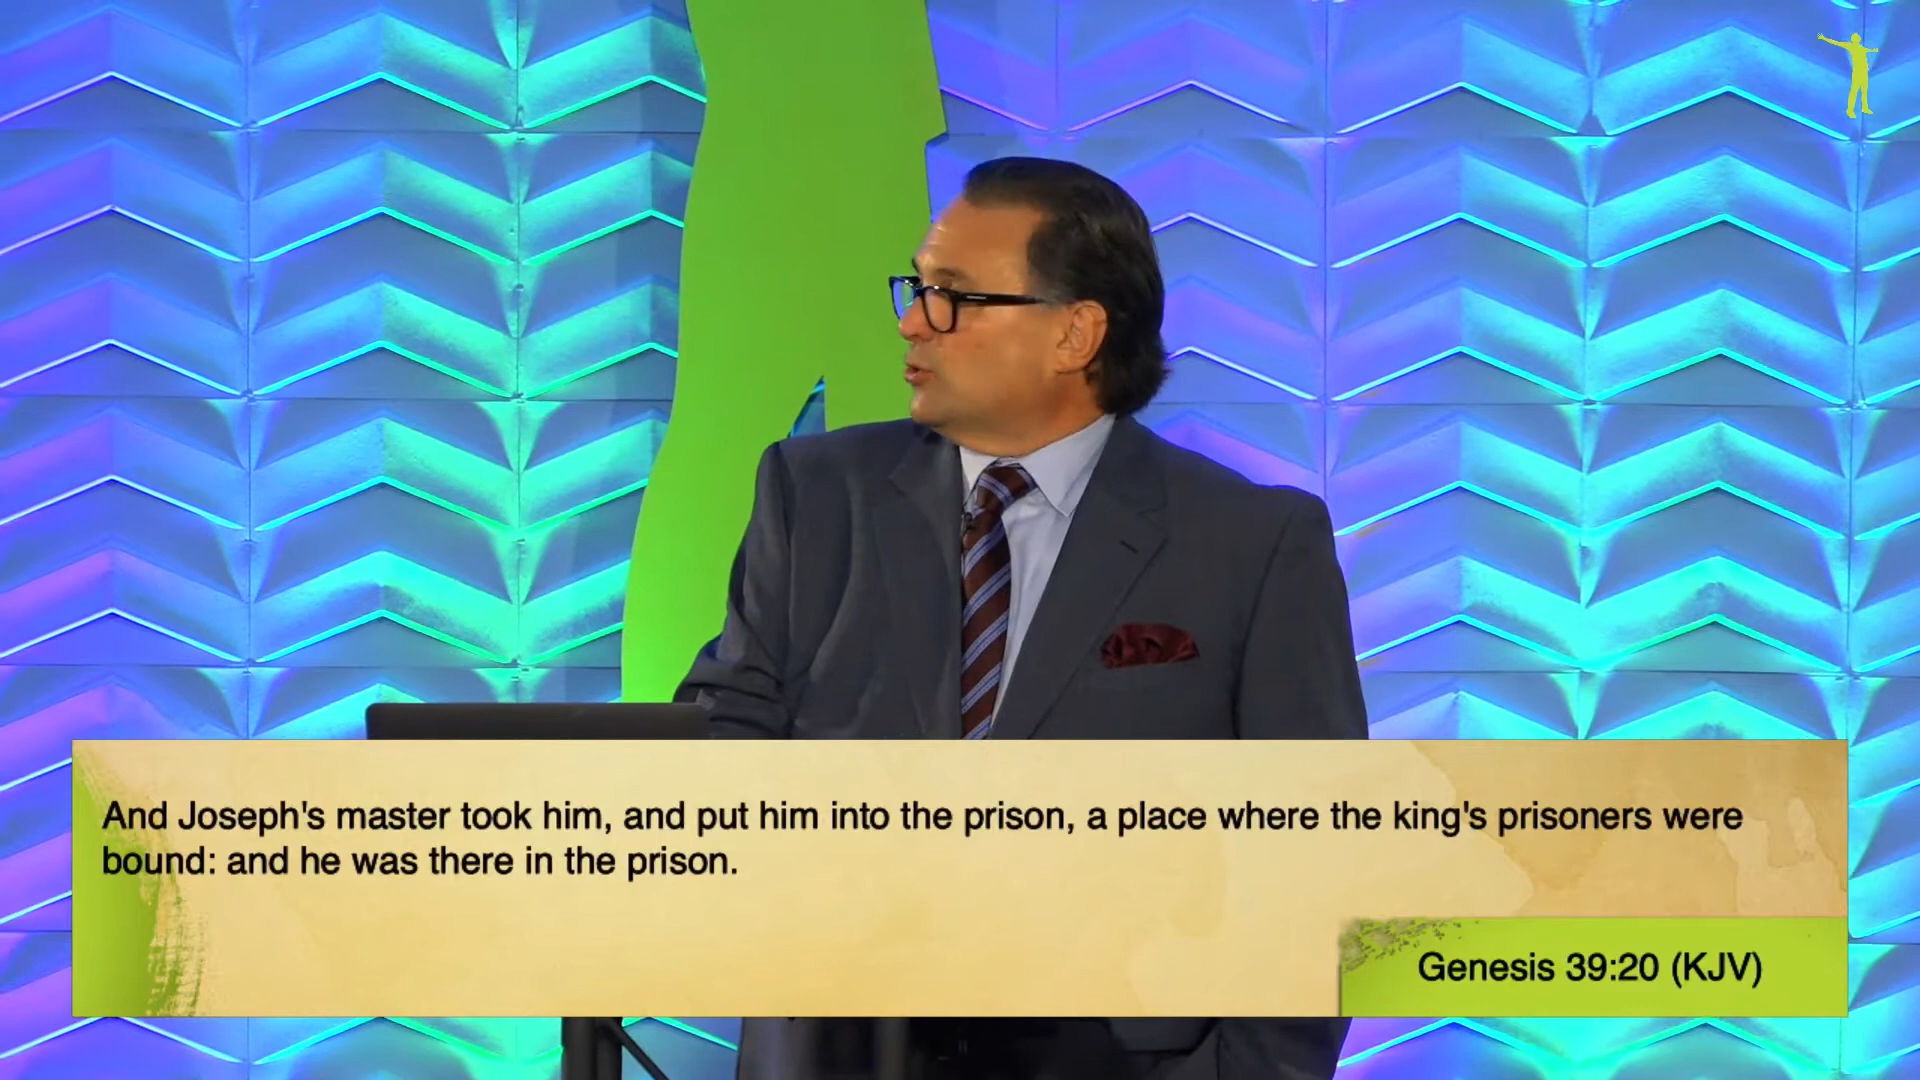 And Joseph's master took him, and put him into the prison, a place where the king's prisoners were
bound: and he was there in the prison.
Genesis 39:20 (KJV)